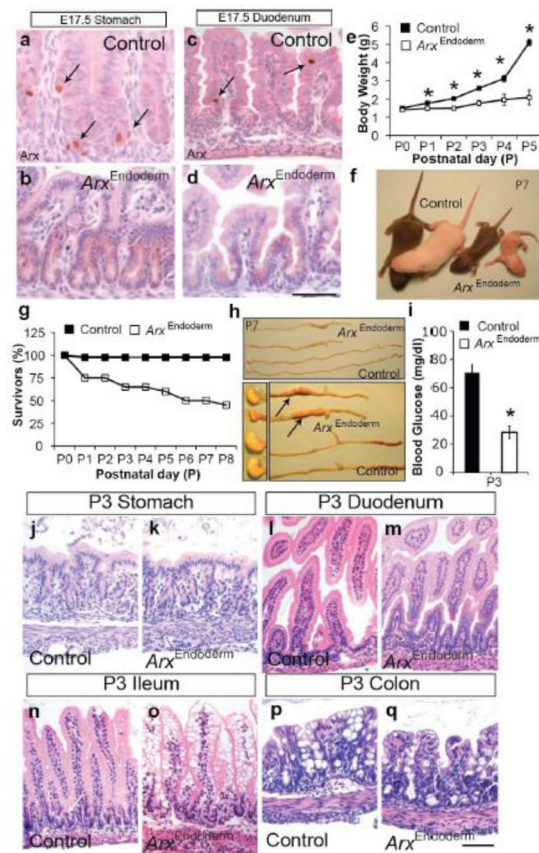 E17.5 Stomach
E17.5 Duodenum
a
Control
Arx
b
Arx Endoderm
c
Control
d
Arx Endoderm
e
Control
Arx Endoderm
Body Weight (g)
6
5
4
3
2
1
0
* * * * *
P0 P1 P2 P3 P4 P5
Postnatal day (P)
f
P7
Control
Arx Endoderm
g
Control
Arx Endoderm
Survivors (%)
125
100
75
50
25
0
P0 P1 P2 P3 P4 P5 P6 P7 P8
Postnatal day (P)
h
P7
Arx Endoderm
Control
Arx Endoderm
Control
i
Control
Arx Endoderm
Blood Glucose (mg/dl)
100
80
60
40
20
0
*
P3
P3 Stomach
P3 Duodenum
j
Control
k
Arx Endoderm
l
Control
m
Arx Endoderm
P3 Ileum
P3 Colon
n
Control
o
Arx Endoderm
p
Control
q
Arx Endoderm